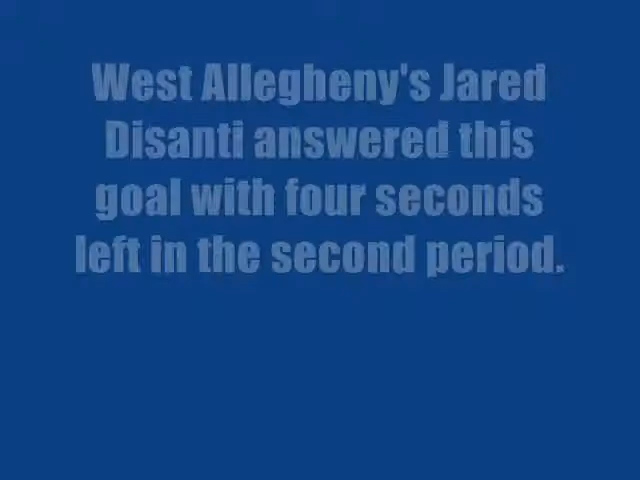 West Allegheny's Jared
Disanti answered this
goal with four seconds
left in the second period.